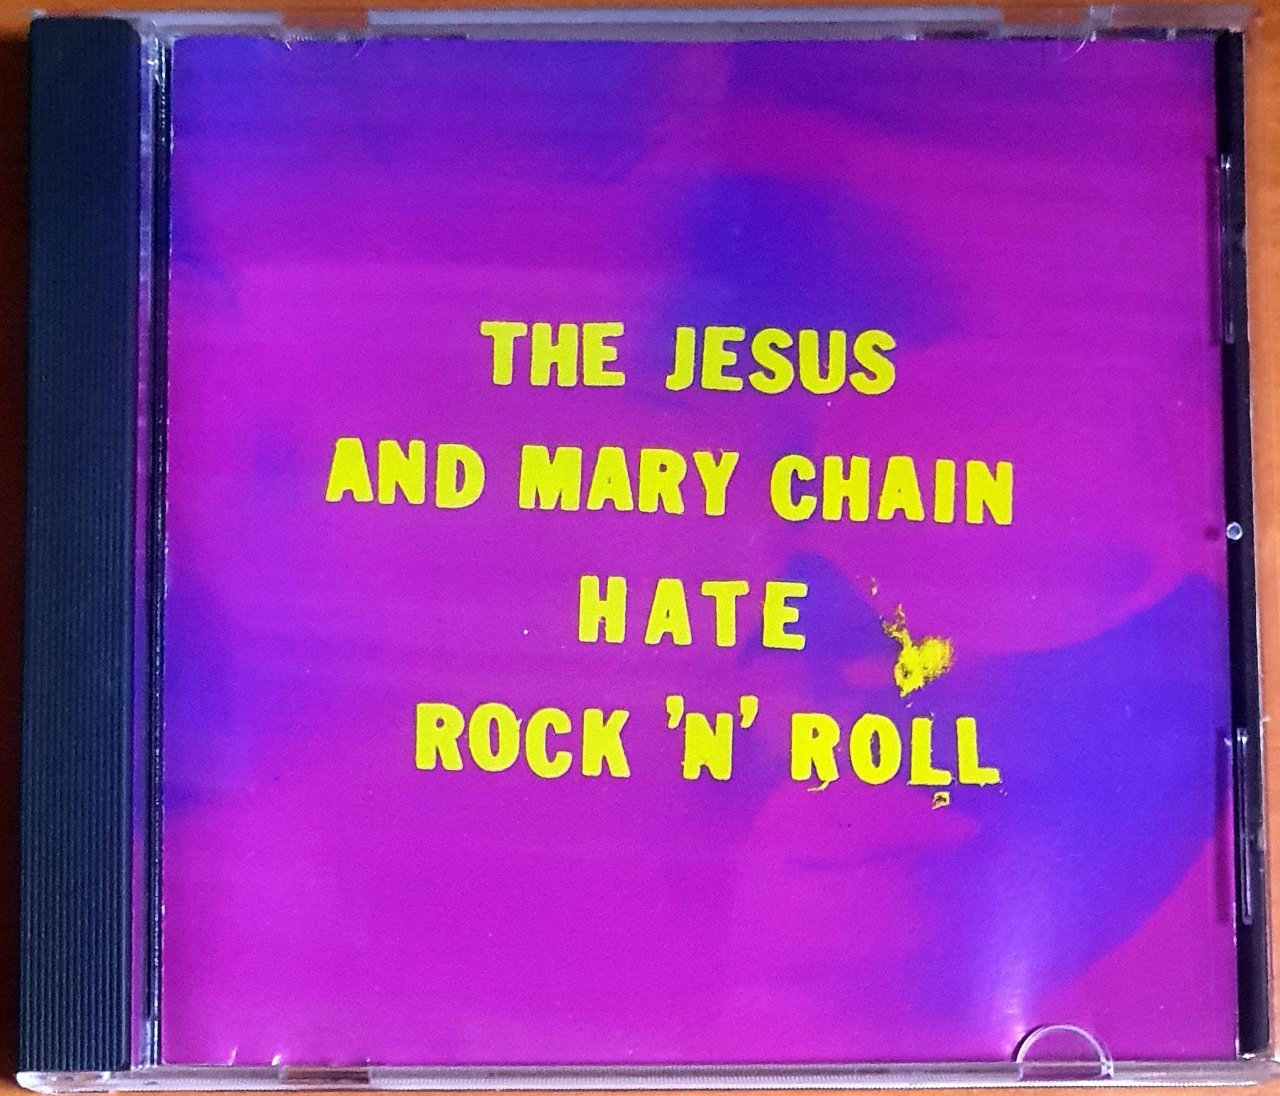 THE JESUS
AND MARY CHAIN
HATE
ROCK 'N' ROLL